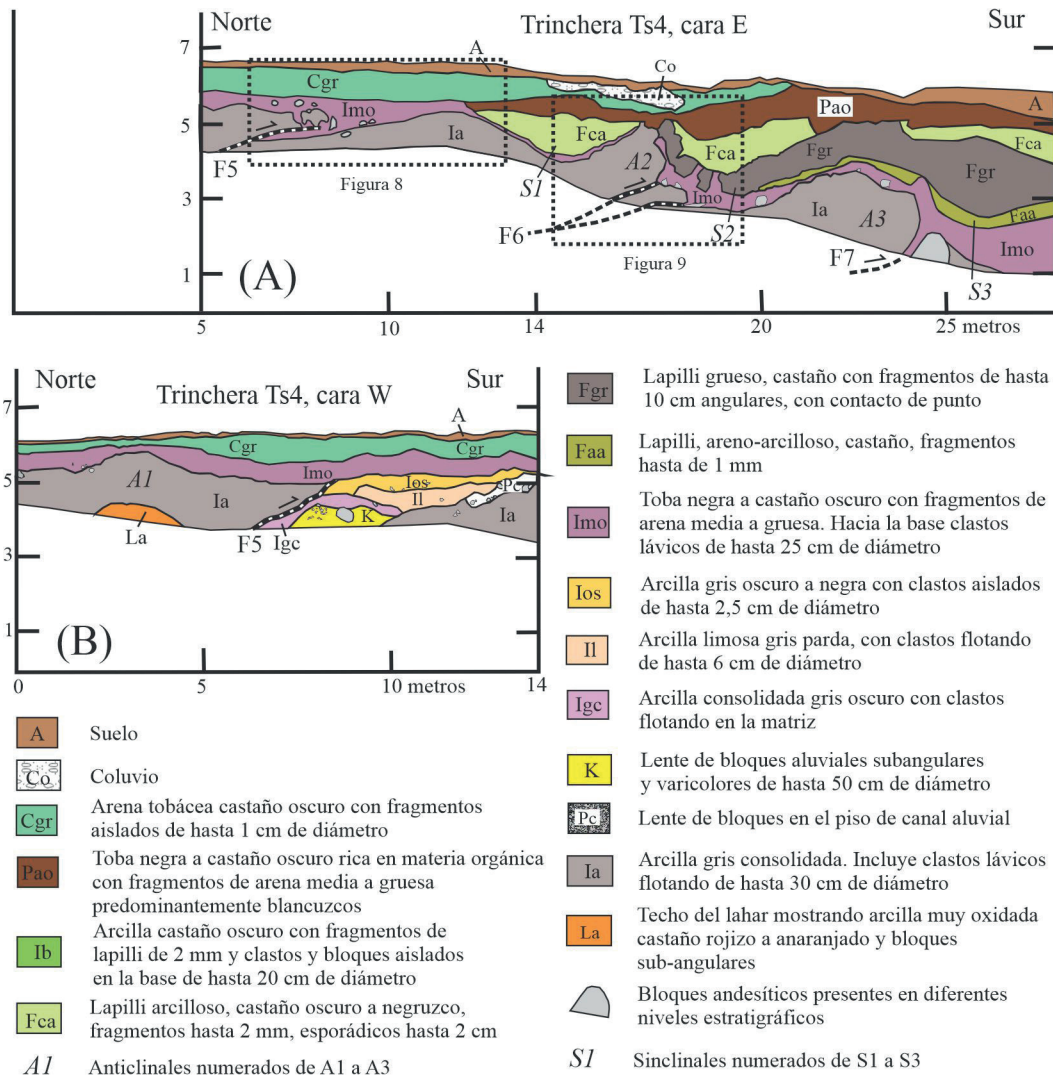 Norte
Trinchera Ts4, cara E
Sur
7
5
3
1
A
Co
Cgr
Imo
Ia
F5
Figura 8
Fca
S1
A2
F6
Imo
S2
Figura 9
Fca
Pao
Fgr
Ia
A3
F7
A
Fca
Fgr
Faa
Imo
S3
(A)
5
10
14
20
25 metros
Norte
Trinchera Ts4, cara W
Sur
7
5
3
1
A
Cgr
Cgr
A1
Imo
Ios
Il
Pc
Ia
K
Ia
La
F5
Igc
(B)
0
5
10 metros
14
A
Suelo
Co
Coluvio
Cgr
Arena tobácea castaño oscuro con fragmentos
aislados de hasta 1 cm de diámetro
Pao
Toba negra a castaño oscuro rica en materia orgánica
con fragmentos de arena media a gruesa
predominantemente blancuzcos
Ib
Arcilla castaño oscuro con fragmentos de
lapilli de 2 mm y clastos y bloques aislados
en la base de hasta 20 cm de diámetro
Fca
Lapilli arcilloso, castaño oscuro a negruzco,
fragmentos hasta 2 mm, esporádicos hasta 2 cm
A1
Anticlinales numerados de A1 a A3
Fgr
Lapilli grueso, castaño con fragmentos de hasta
10 cm angulares, con contacto de punto
Faa
Lapilli, areno-arcilloso, castaño, fragmentos
hasta de 1 mm
Imo
Toba negra a castaño oscuro con fragmentos de
arena media a gruesa. Hacia la base clastos
lávicos de hasta 25 cm de diámetro
Ios
Arcilla gris oscuro a negra con clastos aislados
de hasta 2,5 cm de diámetro
Il
Arcilla limosa gris parda, con clastos flotando
de hasta 6 cm de diámetro
Igc
Arcilla consolidada gris oscuro con clastos
flotando en la matriz
K
Lente de bloques aluviales subangulares
y varicolores de hasta 50 cm de diámetro
Pc
Lente de bloques en el piso de canal aluvial
Ia
Arcilla gris consolidada. Incluye clastos lávicos
flotando de hasta 30 cm de diámetro
La
Techo del lahar mostrando arcilla muy oxidada
castaño rojizo a anaranjado y bloques
sub-angulares
Bloques andesíticos presentes en diferentes
niveles estratigráficos
S1
Sinclinales numerados de S1 a S3